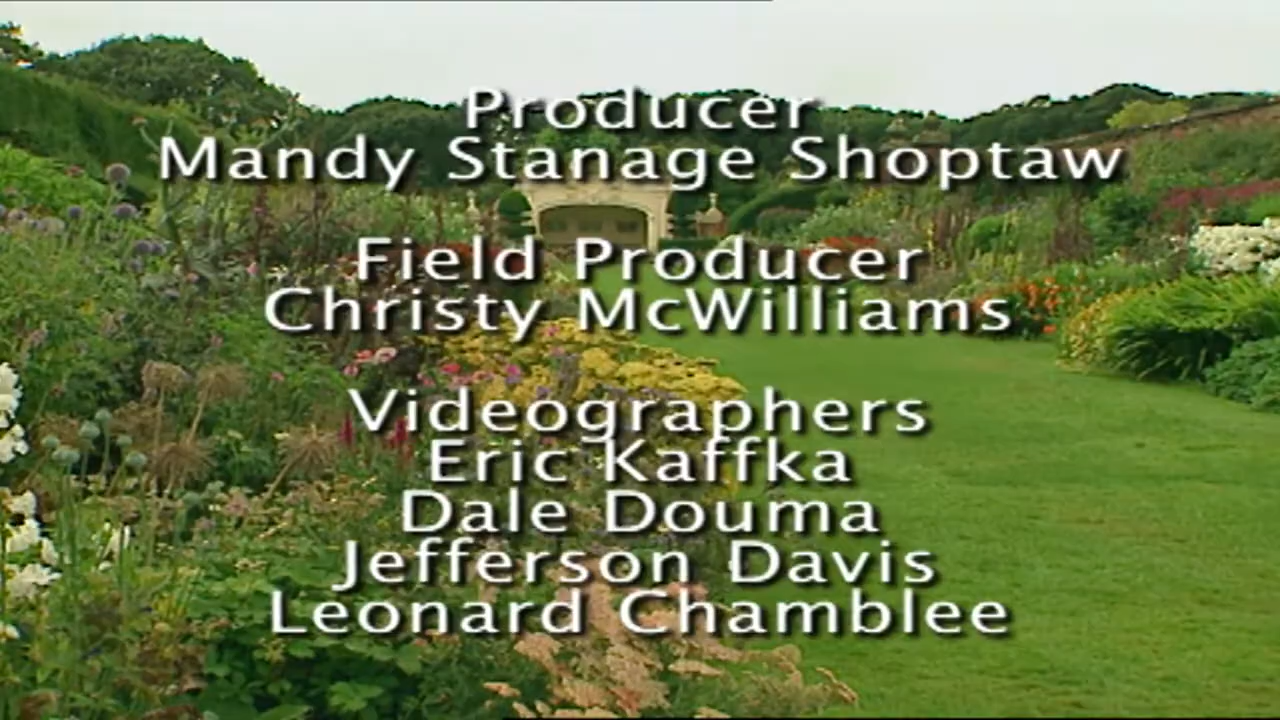 Producer
Mandy Stanage Shoptaw
Field Producer
Christy McWilliams
Videographers
Eric Kaffka
Dale Douma
Jefferson Davis
Leonard Chamblee